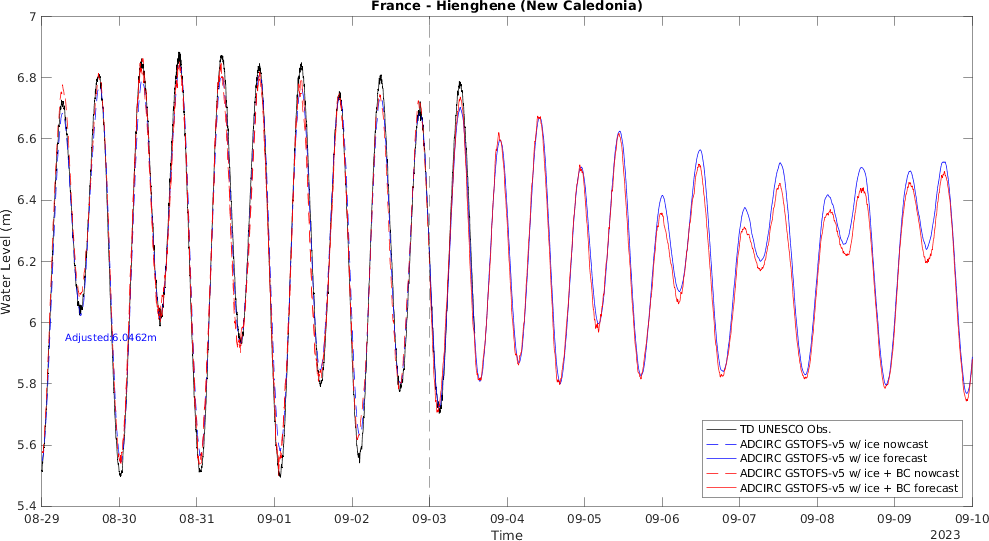 France - Hienghene (New Caledonia)
7
6.8
6.6
6.4
6.2
6
5.8
5.6
5.4
Water Level (m)
Adjusted:6.0462m
TD UNESCO Obs.
ADCIRC GSTOFS-v5 w/ ice nowcast
ADCIRC GSTOFS-v5 w/ ice forecast
ADCIRC GSTOFS-v5 w/ ice + BC nowcast
ADCIRC GSTOFS-v5 w/ ice + BC forecast
08-29 08-30 08-31 09-01 09-02 09-03 09-04 09-05 09-06 09-07 09-08 09-09 09-10
Time
2023